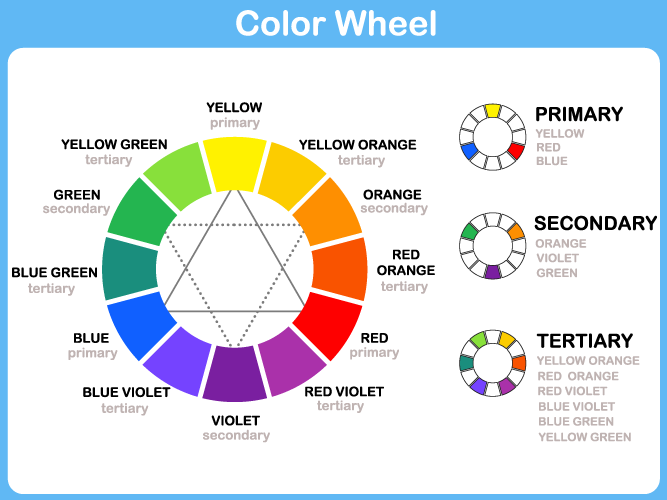 Color Wheel
YELLOW
primary
YELLOW GREEN
tertiary
YELLOW ORANGE
tertiary
GREEN
secondary
ORANGE
secondary
BLUE GREEN
tertiary
RED
ORANGE
tertiary
BLUE
primary
RED
primary
BLUE VIOLET
tertiary
RED VIOLET
tertiary
VIOLET
secondary
PRIMARY
YELLOW
RED
BLUE
SECONDARY
ORANGE
VIOLET
GREEN
TERTIARY
YELLOW ORANGE
RED ORANGE
RED VIOLET
BLUE VIOLET
BLUE GREEN
YELLOW GREEN